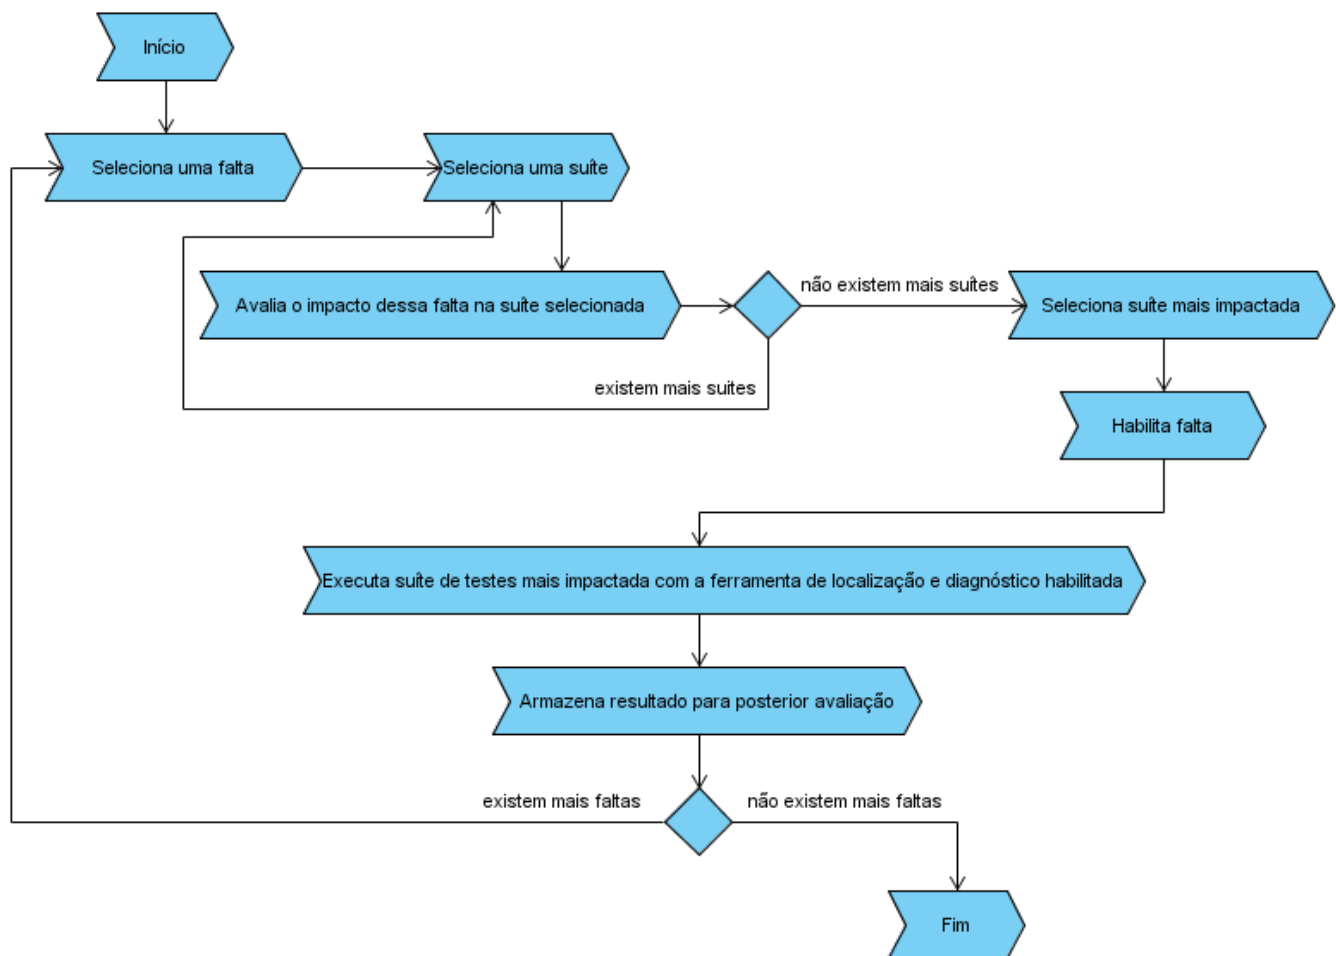 Início
Seleciona uma falta
Seleciona uma suíte
Avalia o impacto dessa falta na suíte selecionada
não existem mais suítes
Seleciona suíte mais impactada
existem mais suites
Habilita falta
Executa suíte de testes mais impactada com a ferramenta de localização e diagnóstico habilitada
Armazena resultado para posterior avaliação
existem mais faltas
não existem mais faltas
Fim